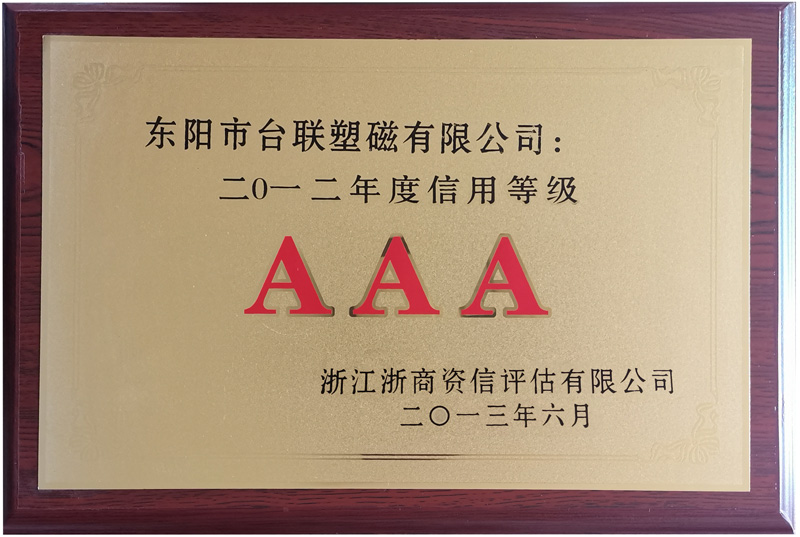 东阳市台联塑磁有限公司：
二0一二年度信用等级
AAA
浙江浙商资信评估有限公司
二〇一三年六月